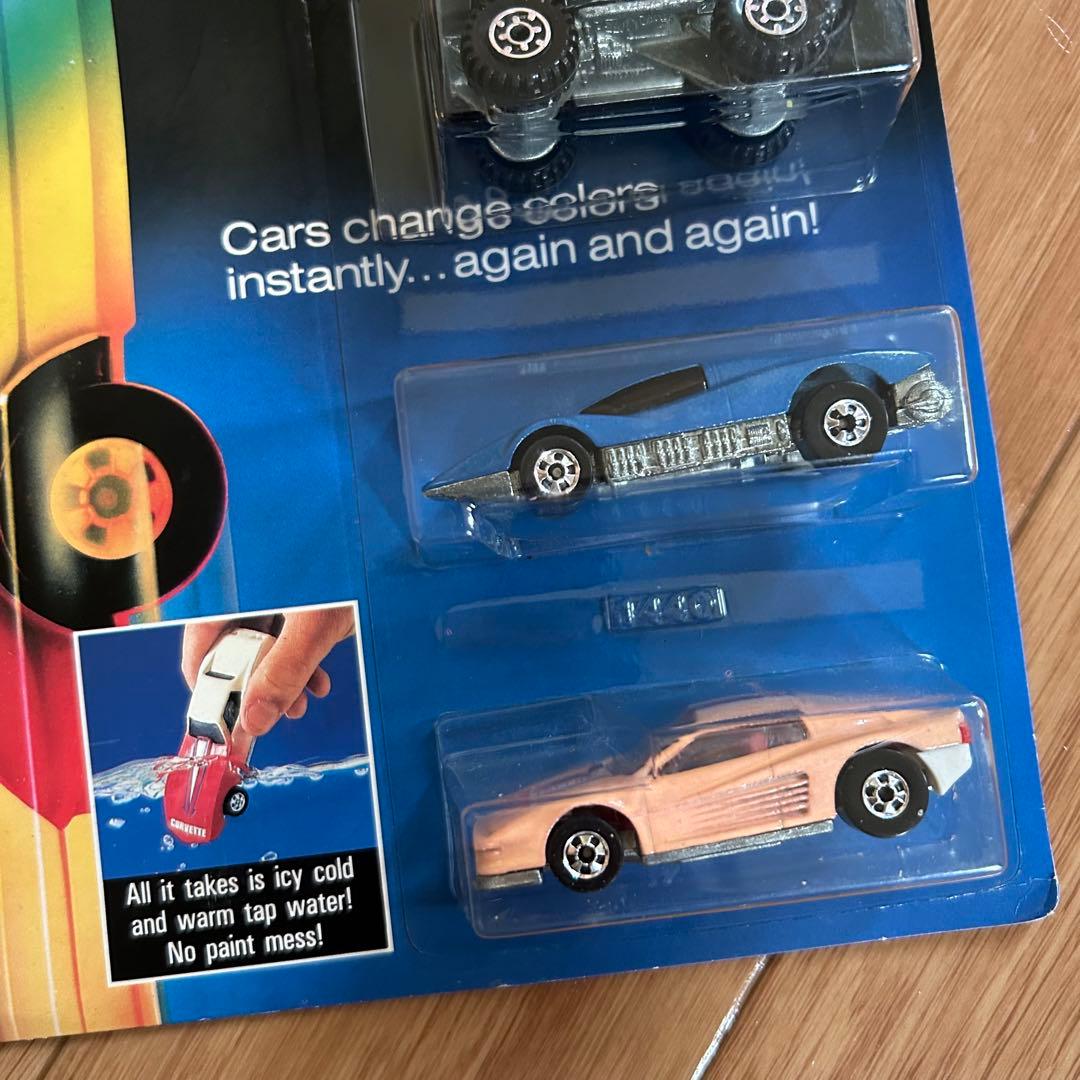 Cars change colors
instantly... again and again!
CORVETTE
All it takes is icy cold
and warm tap water!
No paint mess!